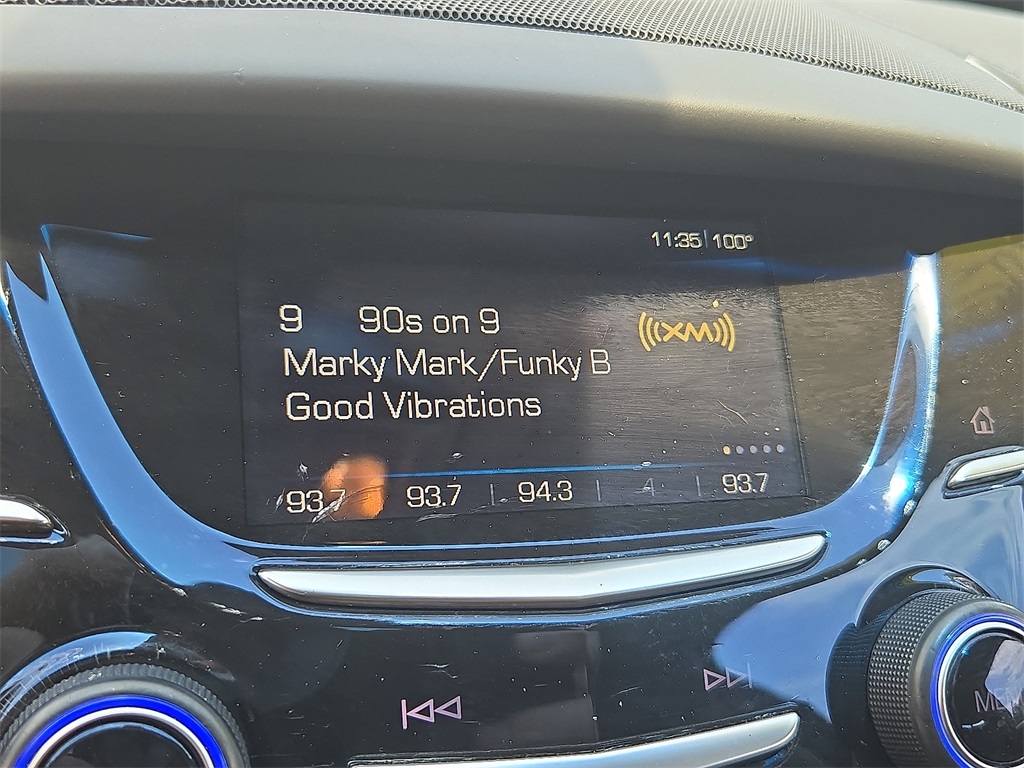 11:35 100°
9 90s on 9
((XM))
Marky Mark/Funky B
Good Vibrations
93.7 93.7 94.3 4 93.7